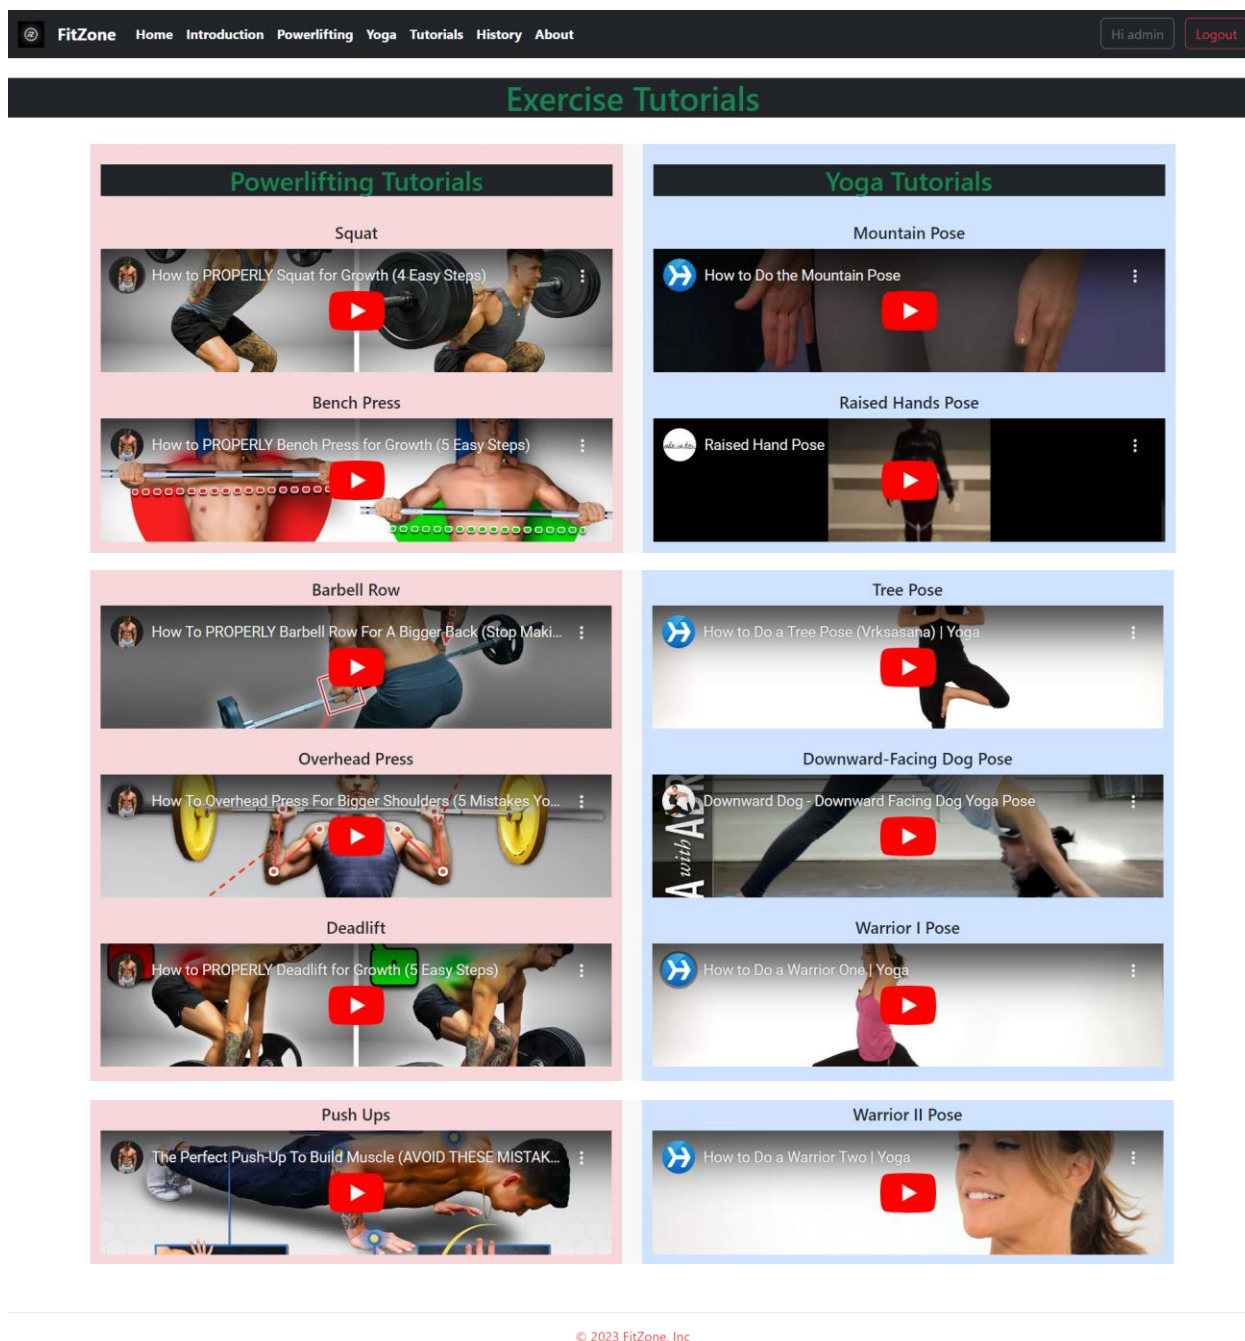 FitZone Home Introduction Powerlifting Yoga Tutorials History About Hi admin Logout
Exercise Tutorials
Powerlifting Tutorials
Squat
How to PROPERLY Squat for Growth (4 Easy Steps)
Bench Press
How to PROPERLY Bench Press for Growth (5 Easy Steps)
Yoga Tutorials
Mountain Pose
How to Do the Mountain Pose
Raised Hands Pose
Raised Hand Pose
Barbell Row
How To PROPERLY Barbell Row For A Bigger Back (Stop Maki...
Overhead Press
How To Overhead Press For Bigger Shoulders (5 Mistakes Yo...
Deadlift
How to PROPERLY Deadlift for Growth (5 Easy Steps)
Tree Pose
How to Do a Tree Pose (Vrksasana) | Yoga
Downward-Facing Dog Pose
Downward Dog - Downward Facing Dog Yoga Pose
A with ABR
Warrior I Pose
How to Do a Warrior One | Yoga
Push Ups
The Perfect Push-Up To Build Muscle (AVOID THESE MISTAK...
Warrior II Pose
How to Do a Warrior Two | Yoga
© 2023 FitZone, Inc